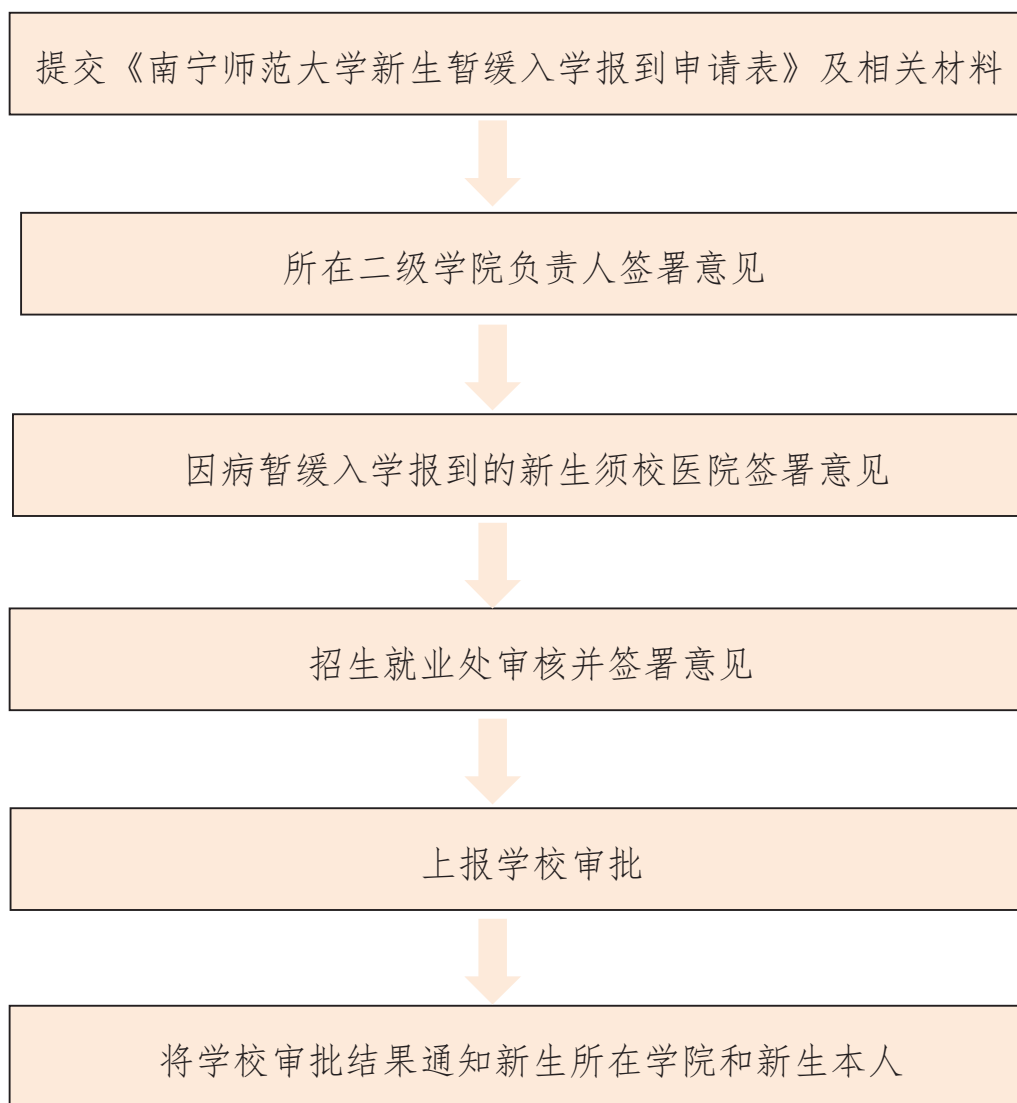 提交《南宁师范大学新生暂缓入学报到申请表》及相关材料
所在二级学院负责人签署意见
因病暂缓入学报到的新生须校医院签署意见
招生就业处审核并签署意见
上报学校审批
将学校审批结果通知新生所在学院和新生本人